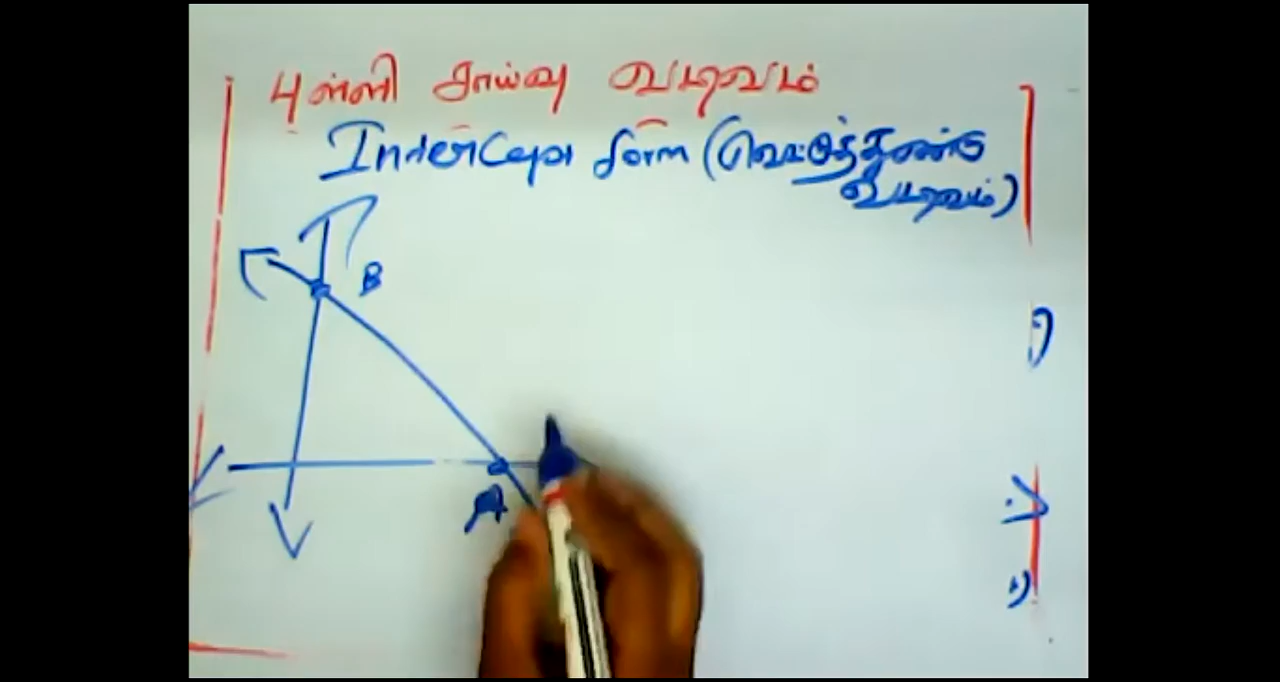 புள்ளி சாய்வு வடிவம்
Intercept form (வெட்டுத்துண்டு
வடிவம்)
B
A